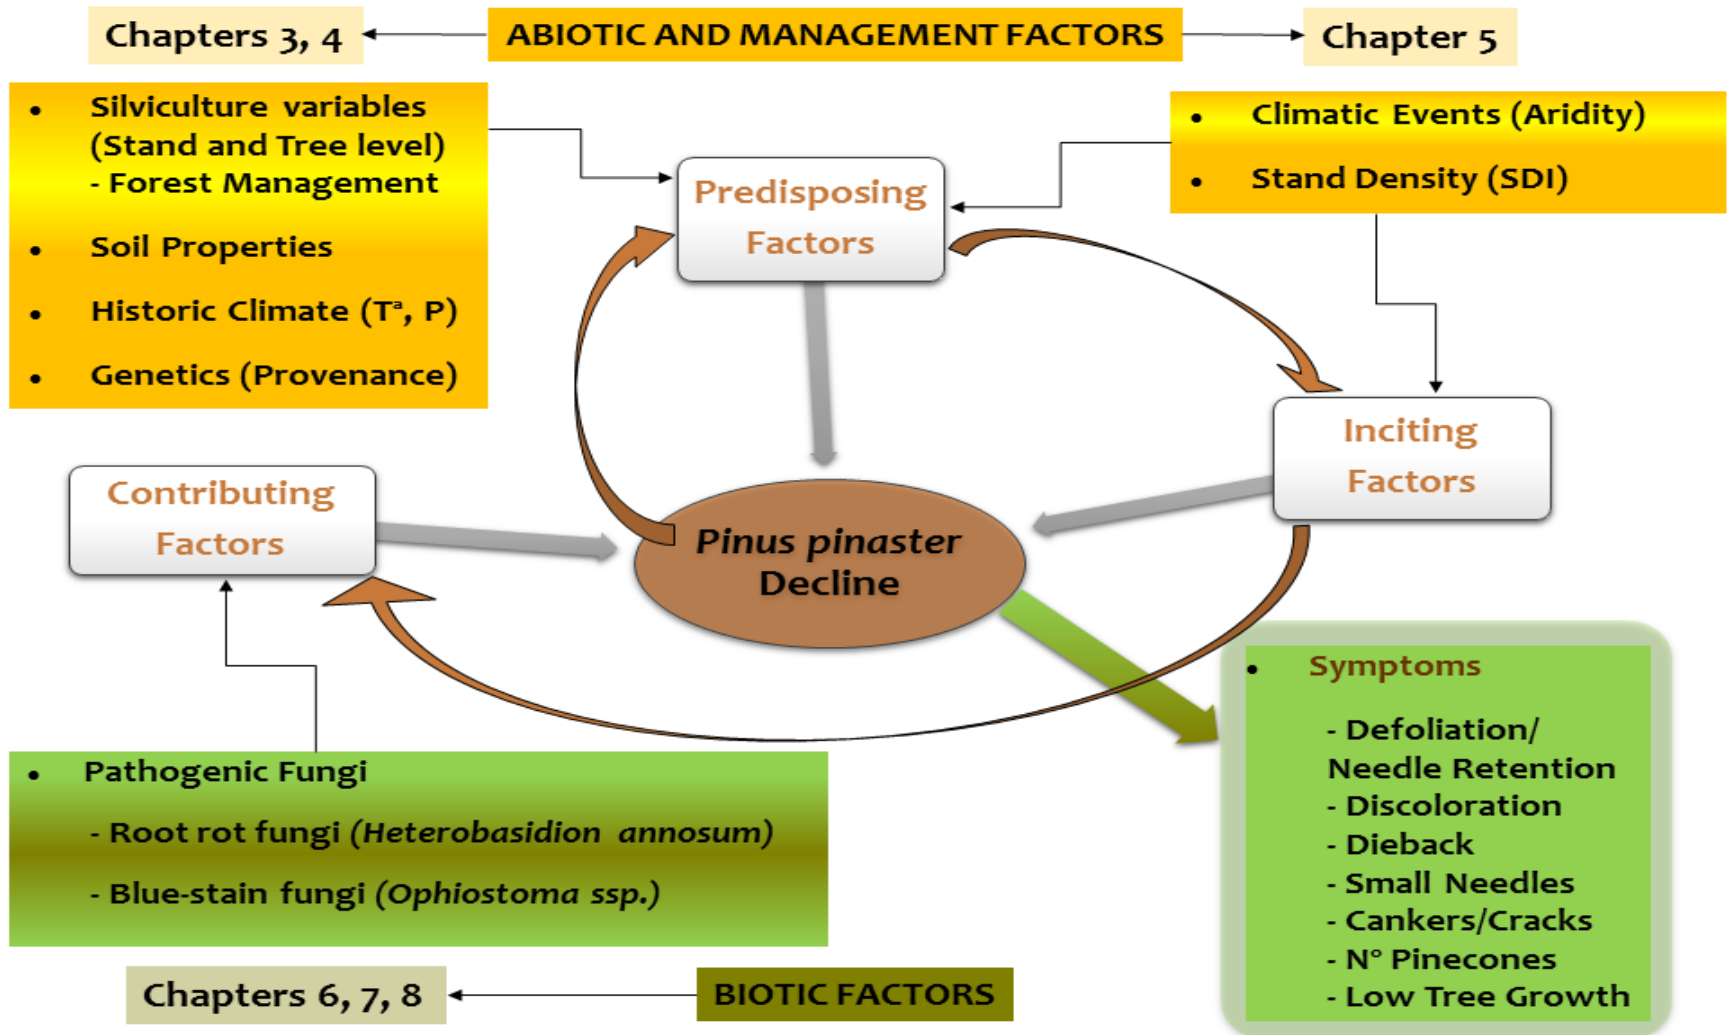 Chapters 3, 4
ABIOTIC AND MANAGEMENT FACTORS
Chapter 5
• Silviculture variables
(Stand and Tree level)
- Forest Management
• Soil Properties
• Historic Climate (Tª, P)
• Genetics (Provenance)
• Climatic Events (Aridity)
• Stand Density (SDI)
Predisposing
Factors
Inciting
Factors
Contributing
Factors
Pinus pinaster
Decline
• Symptoms
- Defoliation/
Needle Retention
- Discoloration
- Dieback
- Small Needles
- Cankers/Cracks
- N° Pinecones
- Low Tree Growth
• Pathogenic Fungi
- Root rot fungi (Heterobasidion annosum)
- Blue-stain fungi (Ophiostoma ssp.)
Chapters 6, 7, 8
BIOTIC FACTORS